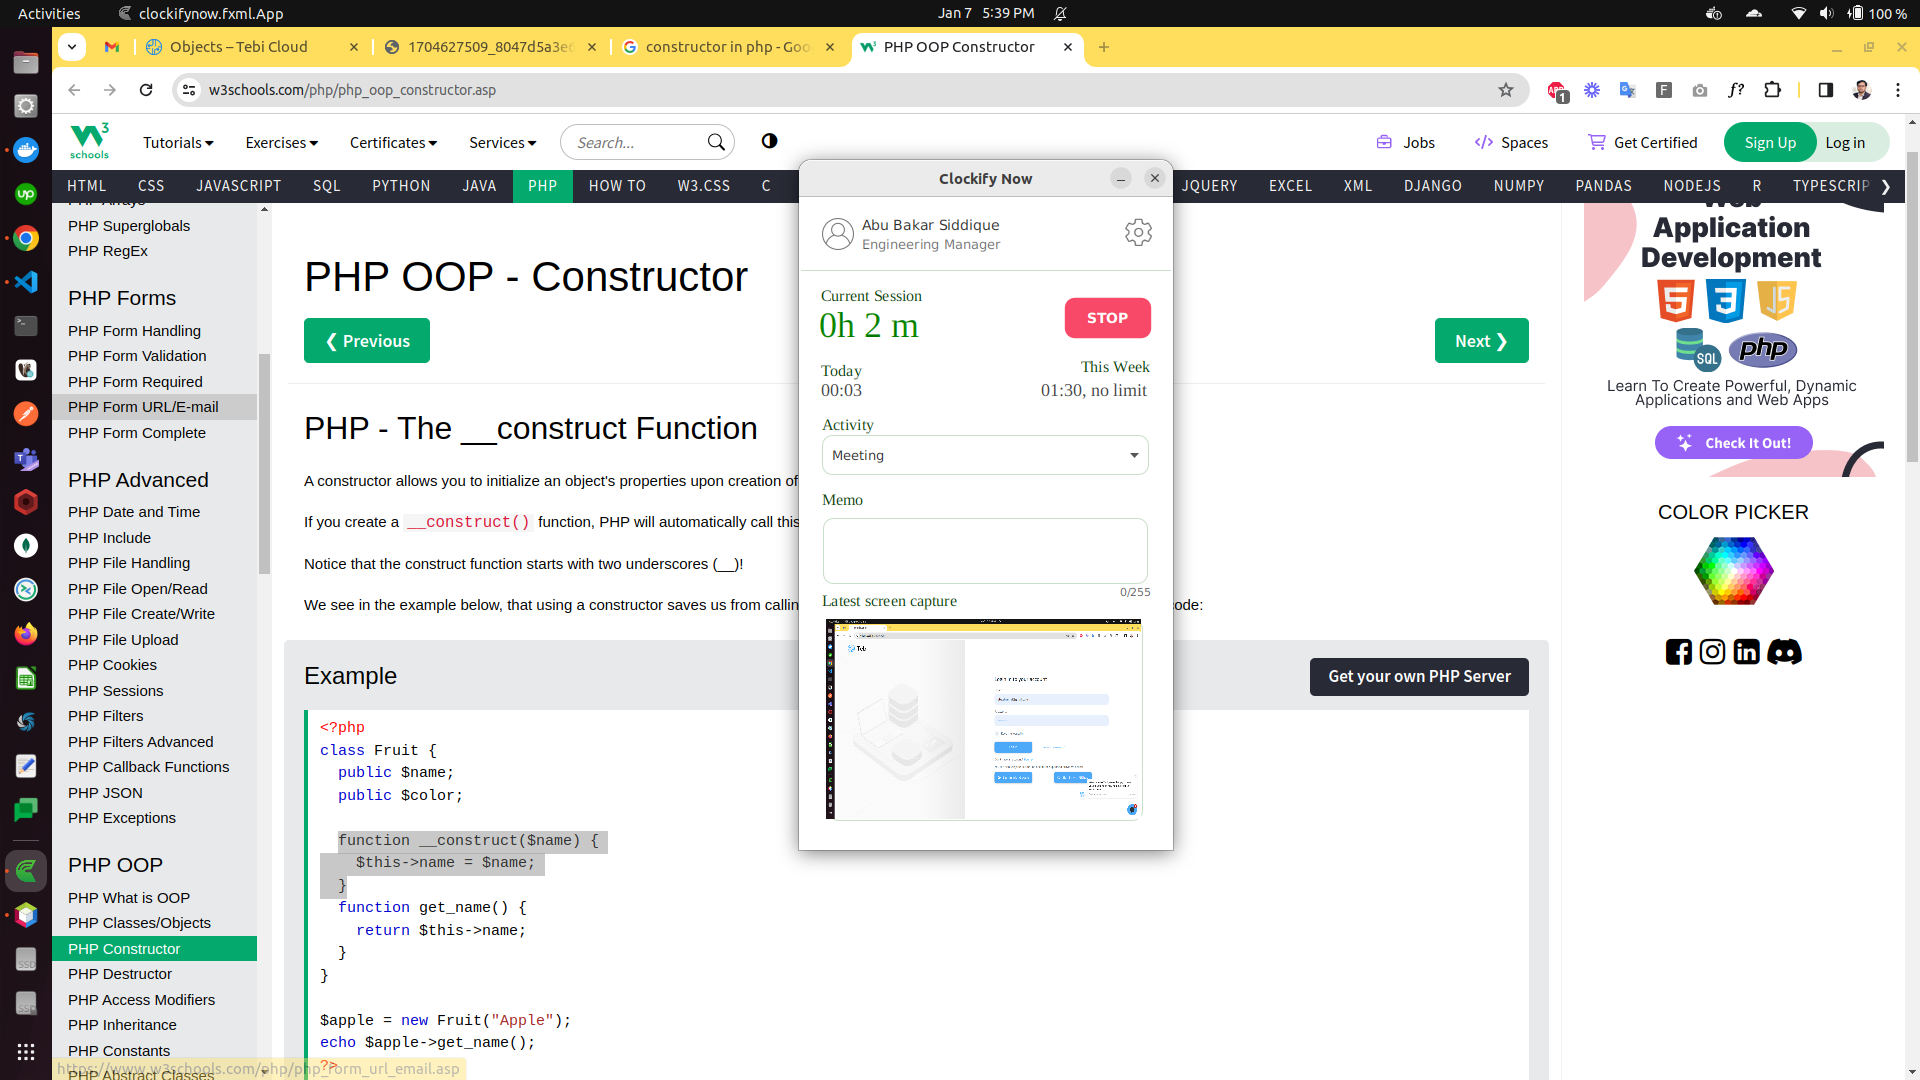 Activities
clockifynow.fxml.App
Jan 7 5:39 PM
100 %
Objects – Tebi Cloud
1704627509_8047d5a3e
constructor in php - Goo
PHP OOP Constructor
w3schools.com/php/php_oop_constructor.asp
1
schools
Tutorials
Exercises
Certificates
Services
Search...
Jobs
Spaces
Get Certified
Sign Up
Log in
HTML CSS JAVASCRIPT SQL PYTHON JAVA PHP HOW TO W3.CSS C
JQUERY EXCEL XML DJANGO NUMPY PANDAS NODEJS R TYPESCRIP
PHP Arrays
PHP Superglobals
PHP RegEx
PHP Forms
PHP Form Handling
PHP Form Validation
PHP Form Required
PHP Form URL/E-mail
PHP Form Complete
PHP Advanced
PHP Date and Time
PHP Include
PHP File Handling
PHP File Open/Read
PHP File Create/Write
PHP File Upload
PHP Cookies
PHP Sessions
PHP Filters
PHP Filters Advanced
PHP Callback Functions
PHP JSON
PHP Exceptions
PHP OOP
PHP What is OOP
PHP Classes/Objects
PHP Constructor
PHP Destructor
PHP Access Modifiers
PHP Inheritance
PHP Constants
PHP Abstract Classes
https://www.w3schools.com/php/php_form_url_email.asp
PHP OOP - Constructor
❮ Previous
Next ❯
PHP - The __construct Function
A constructor allows you to initialize an object's properties upon creation of
If you create a __construct() function, PHP will automatically call this
Notice that the construct function starts with two underscores (__)!
We see in the example below, that using a constructor saves us from calling
code:
Example
Get your own PHP Server
<?php
class Fruit {
public $name;
public $color;
function __construct($name) {
$this->name = $name;
}
function get_name() {
return $this->name;
}
}
$apple = new Fruit("Apple");
echo $apple->get_name();
?>
Clockify Now
Abu Bakar Siddique
Engineering Manager
Current Session
0h 2 m
STOP
Today
00:03
This Week
01:30, no limit
Activity
Meeting
Memo
0/255
Latest screen capture
Web
Application
Development
SQL
php
Learn To Create Powerful, Dynamic
Applications and Web Apps
Check It Out!
COLOR PICKER